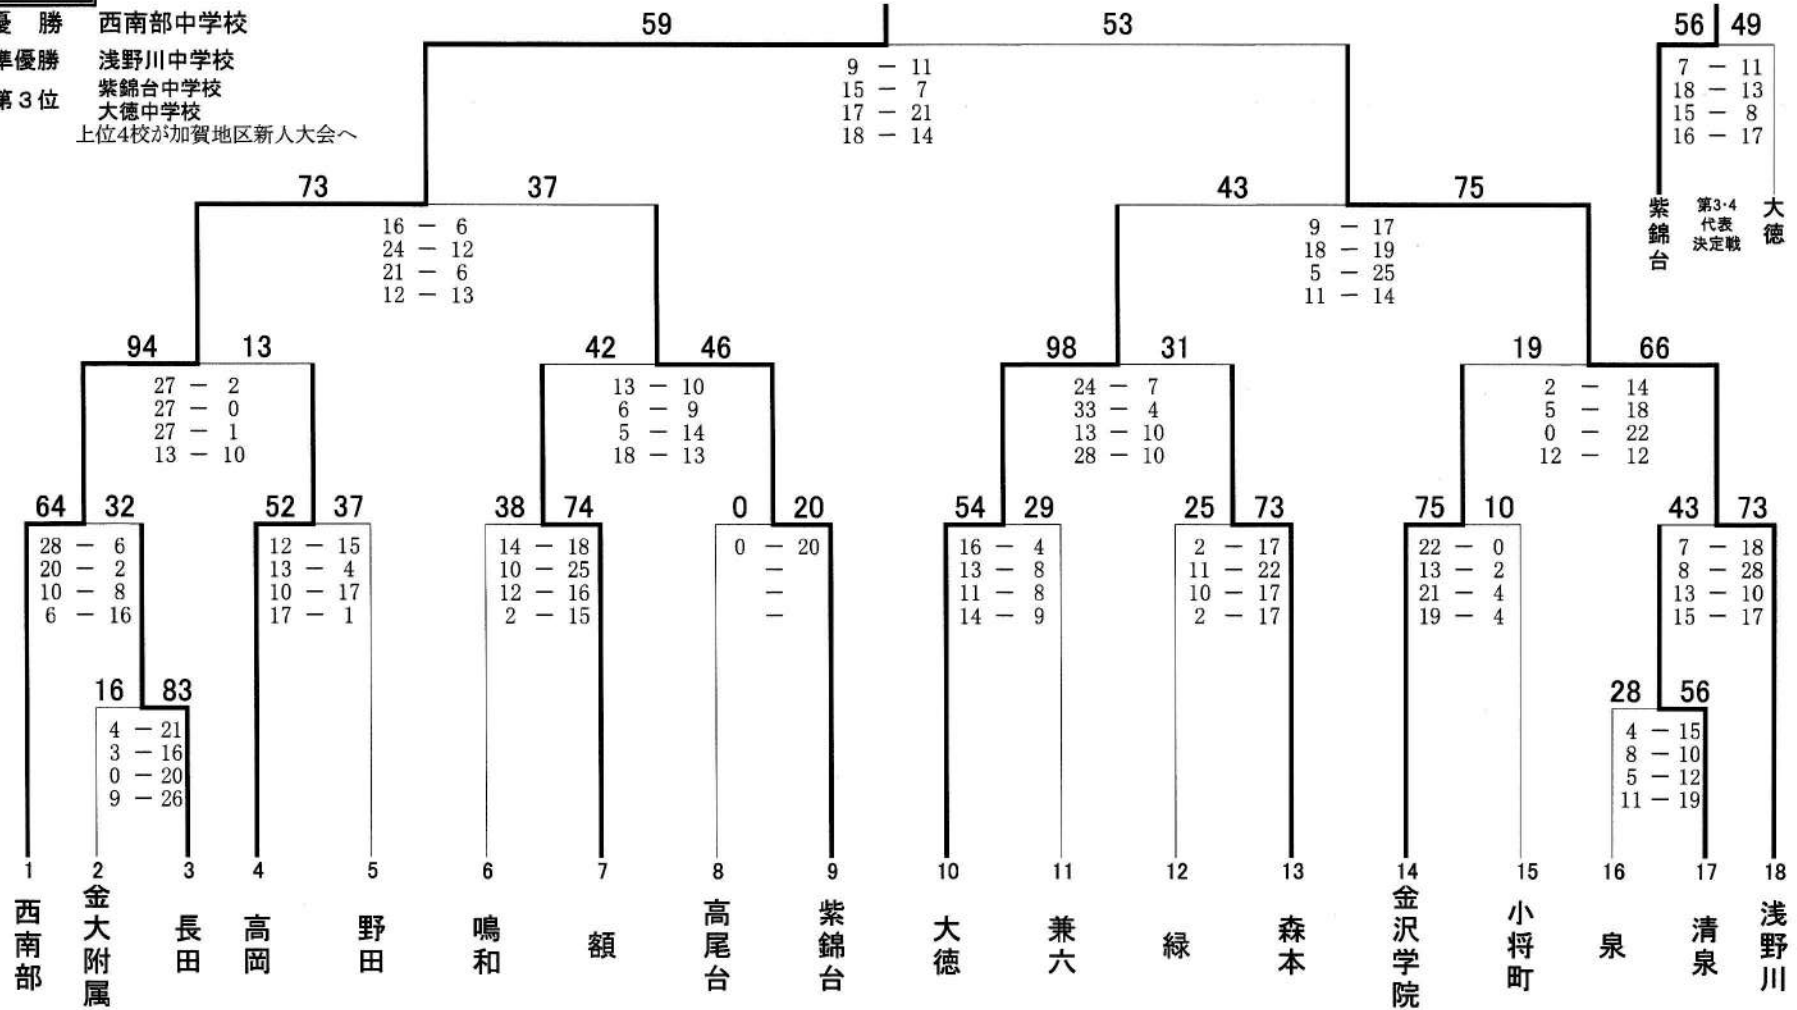 優 勝 西南部中学校
準優勝 浅野川中学校
第３位 紫錦台中学校
大徳中学校
上位4校が加賀地区新人大会へ
59 53
9 － 11
15 － 7
17 － 21
18 － 14
56 49
7 － 11
18 － 13
15 － 8
16 － 17
紫錦台
第3・4
代表
決定戦
大徳
73 37
16 － 6
24 － 12
21 － 6
12 － 13
43 75
9 － 17
18 － 19
5 － 25
11 － 14
94 13
27 － 2
27 － 0
27 － 1
13 － 10
42 46
13 － 10
6 － 9
5 － 14
18 － 13
98 31
24 － 7
33 － 4
13 － 10
28 － 10
19 66
2 － 14
5 － 18
0 － 22
12 － 12
64 32
28 － 6
20 － 2
10 － 8
6 － 16
52 37
12 － 15
13 － 4
10 － 17
17 － 1
38 74
14 － 18
10 － 25
12 － 16
2 － 15
0 20
0 － 20
－
－
－
54 29
16 － 4
13 － 8
11 － 8
14 － 9
25 73
2 － 17
11 － 22
10 － 17
2 － 17
75 10
22 － 0
13 － 2
21 － 4
19 － 4
43 73
7 － 18
8 － 28
13 － 10
15 － 17
16 83
4 － 21
3 － 16
0 － 20
9 － 26
28 56
4 － 15
8 － 10
5 － 12
11 － 19
1 2 3 4 5 6 7 8 9 10 11 12 13 14 15 16 17 18
西南部
金大附属
長田
高岡
野田
鳴和
額
高尾台
紫錦台
大徳
兼六
緑
森本
金沢学院
小将町
泉
清泉
浅野川